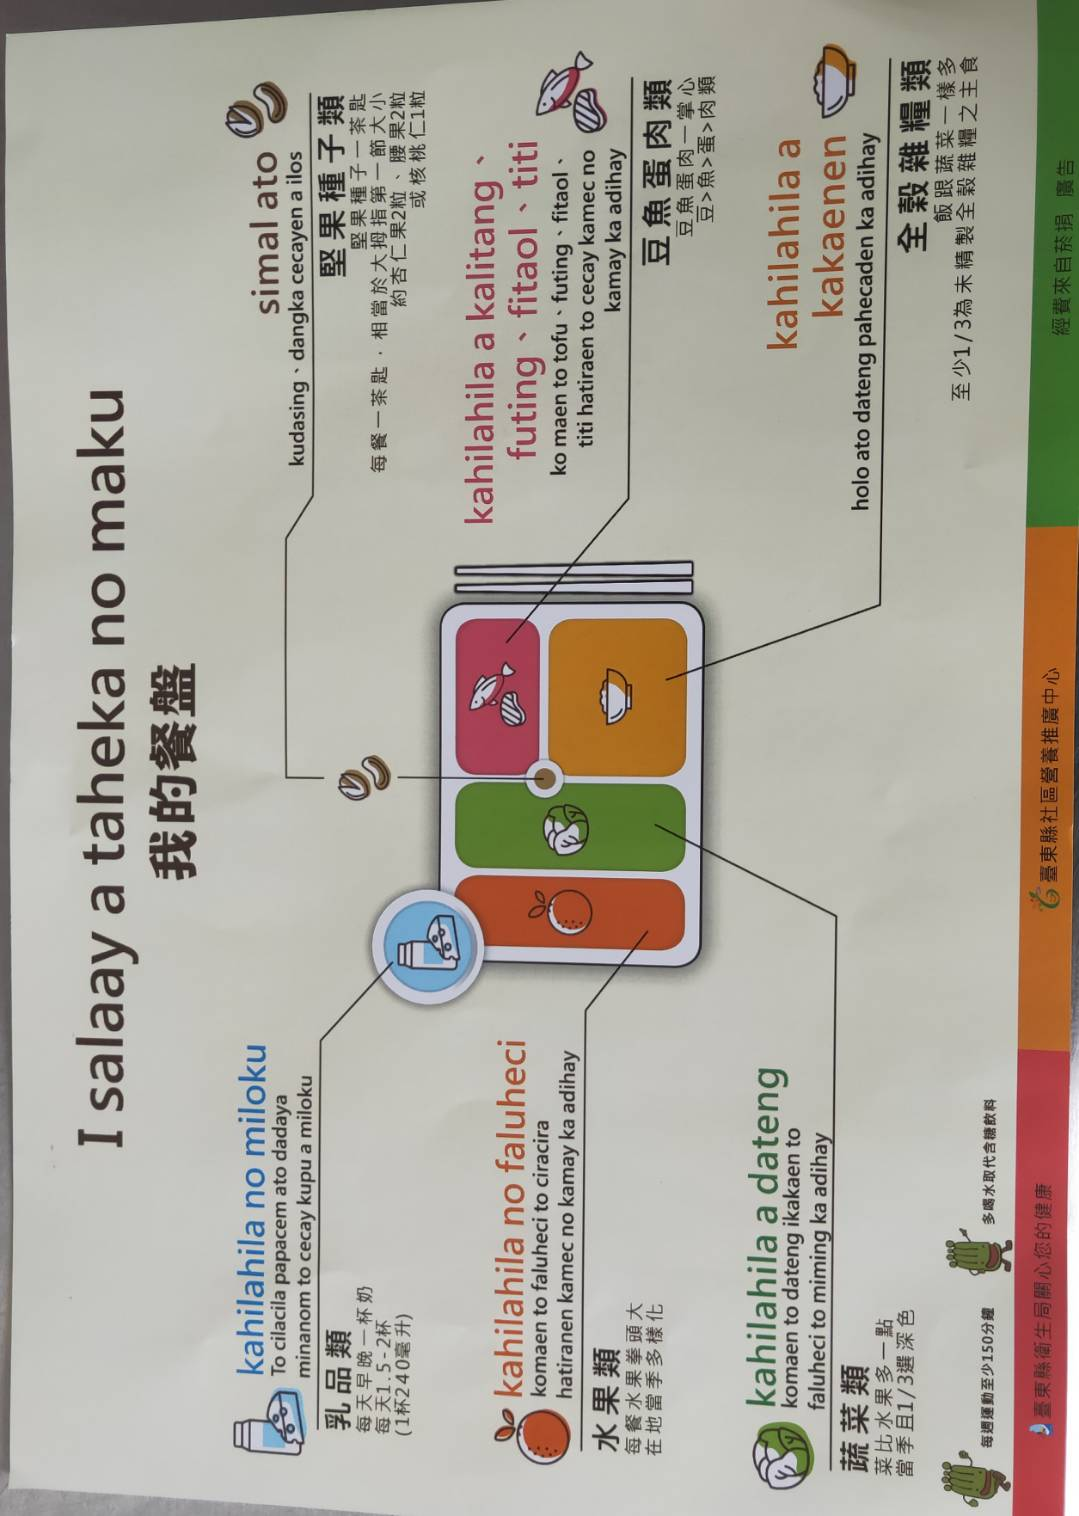 I salaay a taheka no maku
我的餐盤
kahilahila no miloku
To cilacila papacem ato dadaya
minanom to cecay kupu a miloku
乳品類
每天早晚一杯奶
每天1.5-2杯
(1杯240毫升)
kahilahila no faluheci
komaen to faluheci to ciracira
hatiranen kamec no kamay ka adihay
水果類
每餐水果拳頭大
在地當季多樣化
kahilahila a dateng
komaen to dateng ikakaen to
faluheci to miming ka adihay
蔬菜類
菜比水果多一點
當季且1/3選深色
simal ato
kudasing、dangka cecayen a ilos
堅果種子類
堅果種子一茶匙
每餐一茶匙．相當於大拇指第一節大小
約杏仁果2粒、腰果2粒
或核桃仁1粒
kahilahila a kalitang、
futing、fitaol、titi
ko maen to tofu、futing、fitaol、
titi hatiraen to cecay kamec no
kamay ka adihay
豆魚蛋肉類
豆魚蛋肉一掌心
豆>魚>蛋>肉類
kahilahila a
kakaenen
holo ato dateng pahecaden ka adihay
全穀雜糧類
飯跟蔬菜一樣多
至少1/3為未精製全穀雜糧之主食
每週運動至少150分鐘
多喝水取代含糖飲料
臺東縣衛生局關心您的健康
臺東縣社區營養推廣中心
經費來自菸捐 廣告